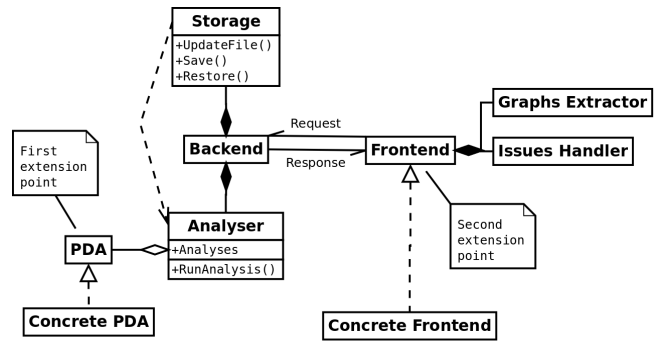 Storage
+UpdateFile()
+Save()
+Restore()
Graphs Extractor
Request
First
extension
point
Backend
Frontend
Issues Handler
Response
Analyser
+Analyses
+RunAnalysis()
Second
extension
point
PDA
Concrete PDA
Concrete Frontend